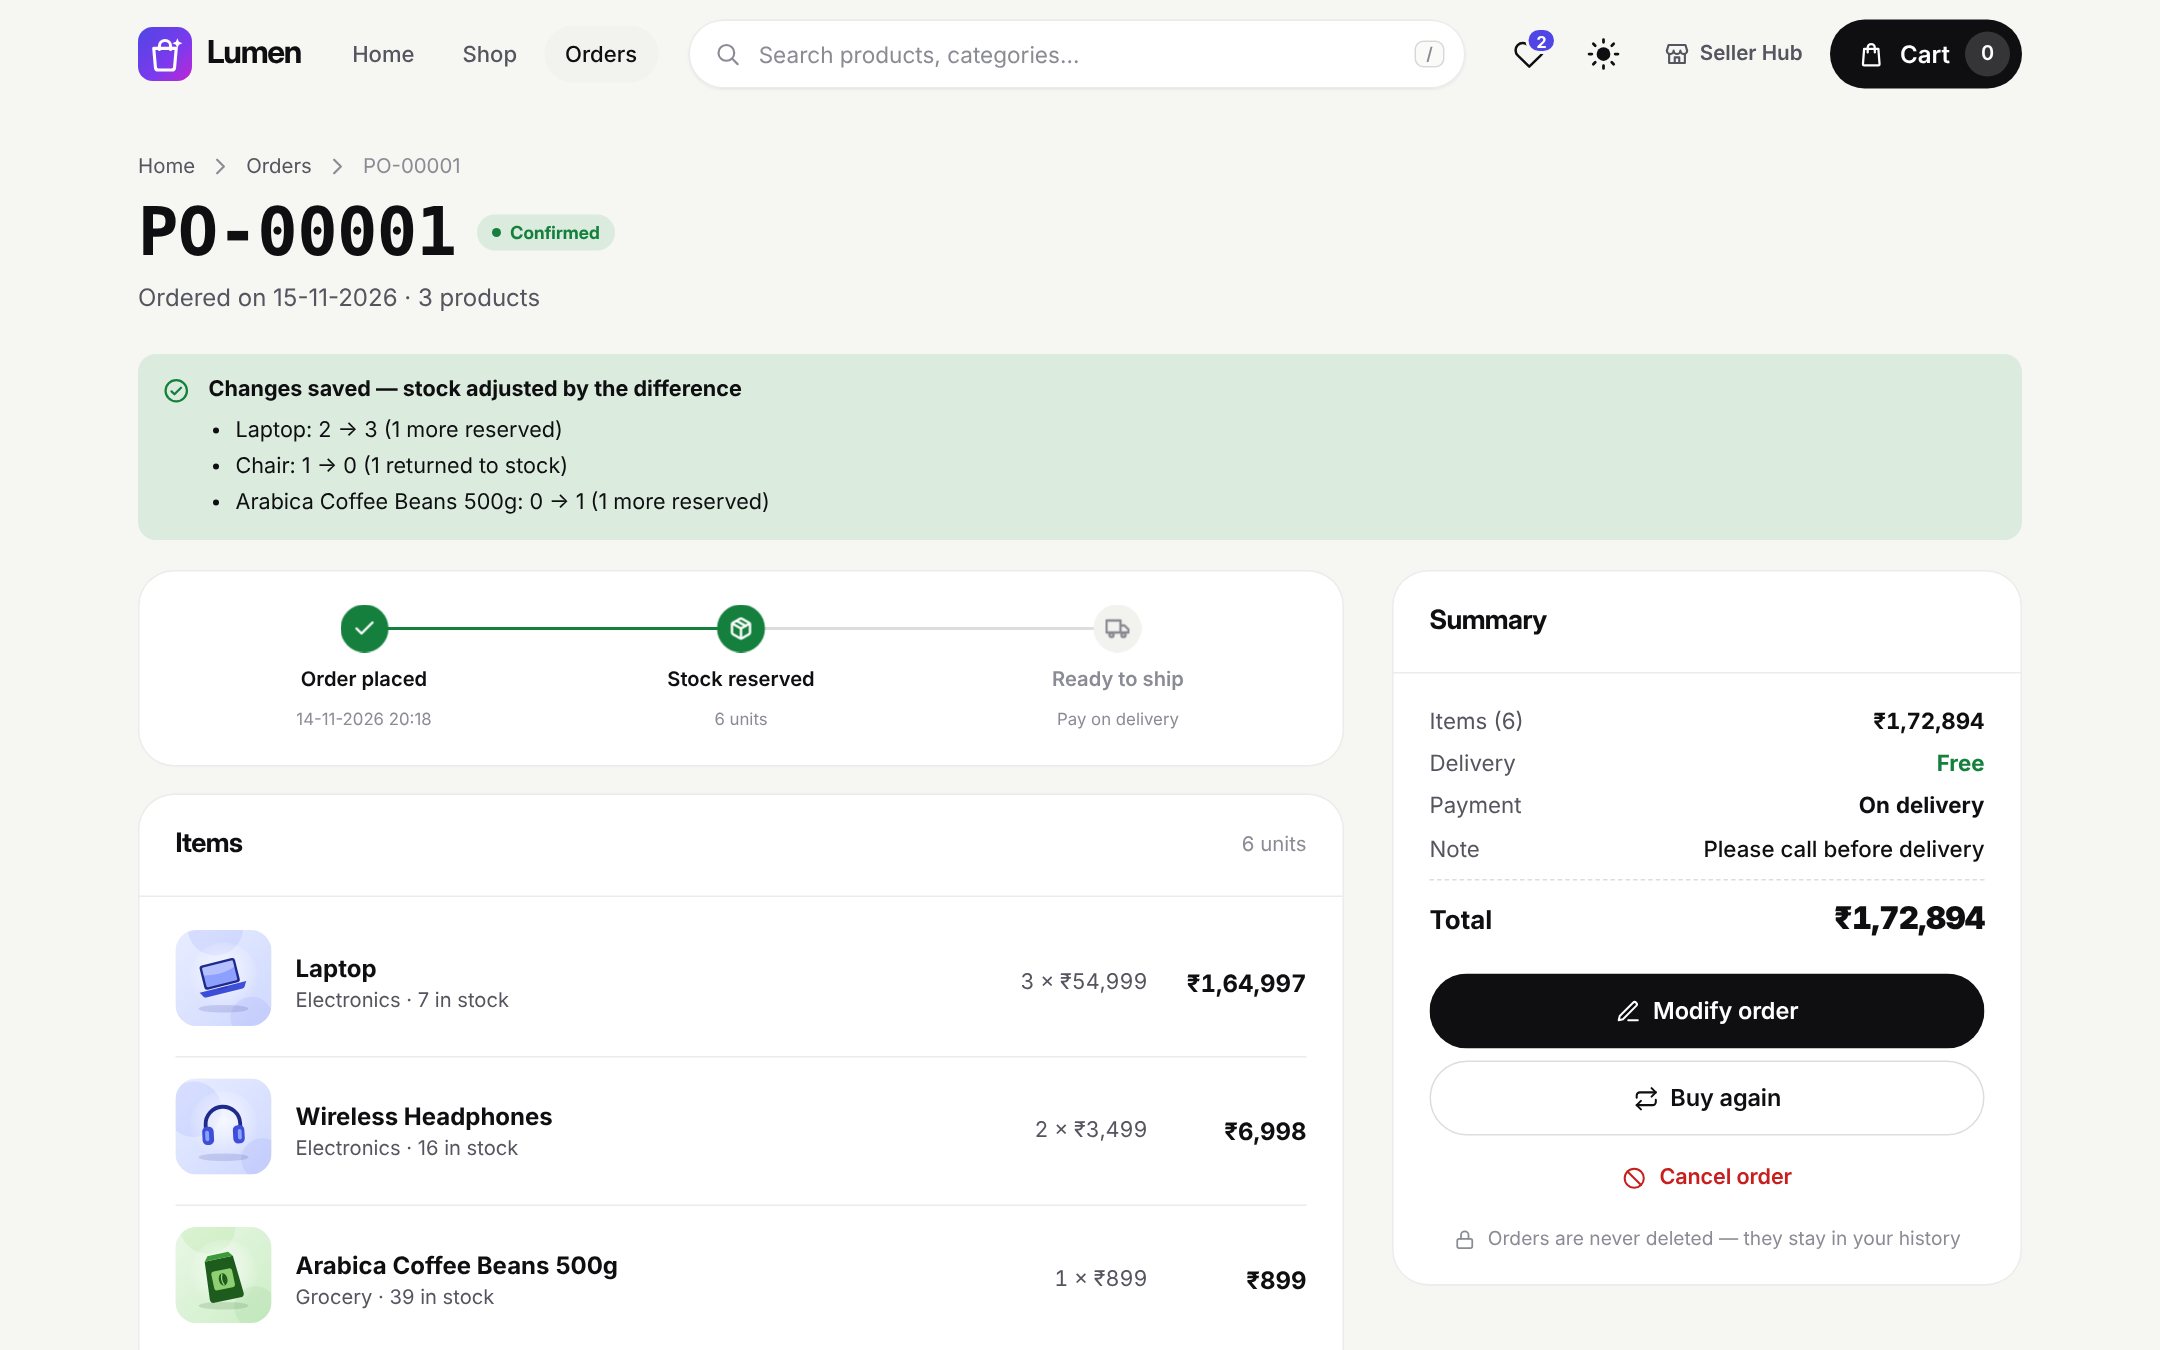 Lumen
Home
Shop
Orders
Search products, categories...
/
2
Seller Hub
Cart
0
Home
Orders
PO-00001
PO-00001
Confirmed
Ordered on 15-11-2026 · 3 products
Changes saved — stock adjusted by the difference
• Laptop: 2 → 3 (1 more reserved)
• Chair: 1 → 0 (1 returned to stock)
• Arabica Coffee Beans 500g: 0 → 1 (1 more reserved)
Order placed
14-11-2026 20:18
Stock reserved
6 units
Ready to ship
Pay on delivery
Items
6 units
Laptop
Electronics · 7 in stock
3 × ₹54,999
₹1,64,997
Wireless Headphones
Electronics · 16 in stock
2 × ₹3,499
₹6,998
Arabica Coffee Beans 500g
Grocery · 39 in stock
1 × ₹899
₹899
Summary
Items (6)
₹1,72,894
Delivery
Free
Payment
On delivery
Note
Please call before delivery
Total
₹1,72,894
Modify order
Buy again
Cancel order
Orders are never deleted — they stay in your history